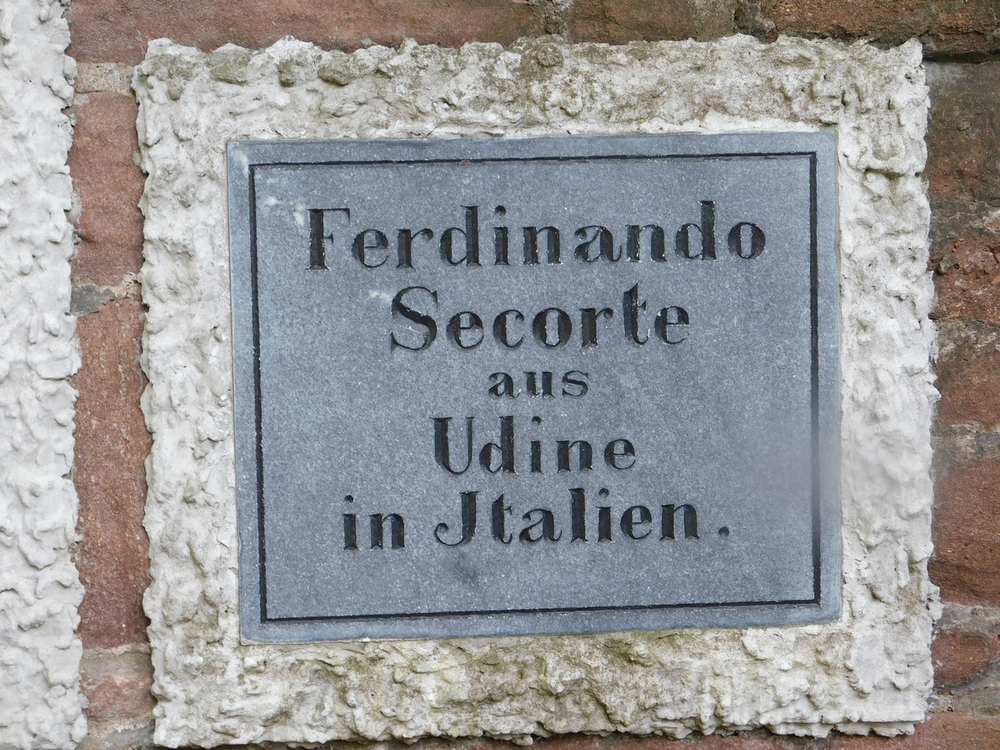 Ferdinando
Secorte
aus
Udine
in Jtalien.